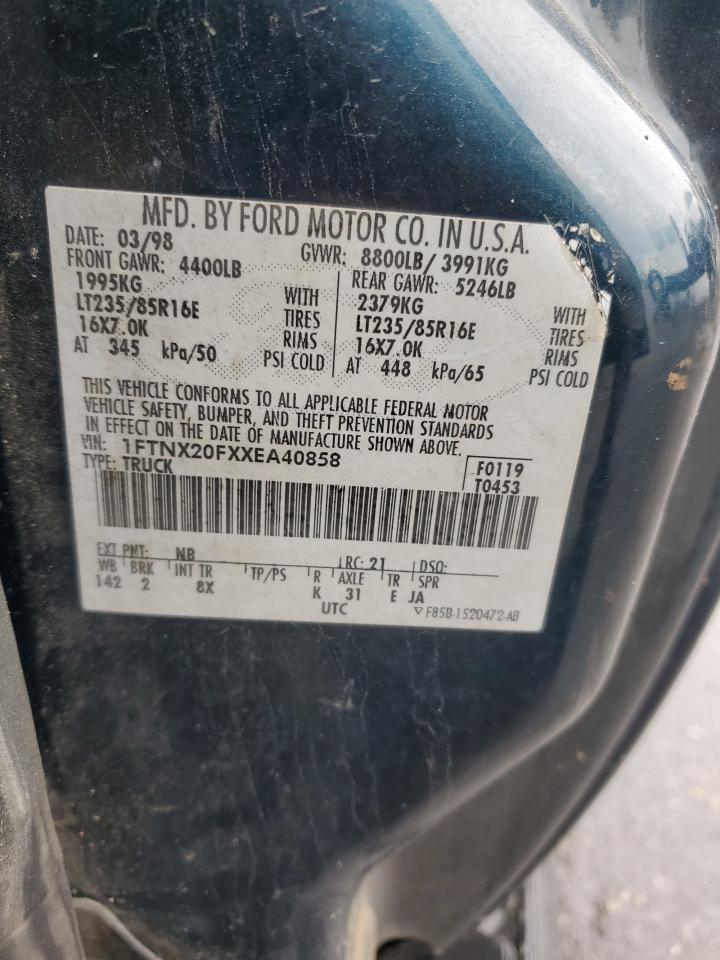 MFD. BY FORD MOTOR CO. IN U.S.A.
DATE: 03/98 GVWR: 8800LB/ 3991KG
FRONT GAWR: 4400LB REAR GAWR: 5246LB
1995KG WITH 2379KG WITH
LT235/85R16E TIRES LT235/85R16E TIRES
16X7.0K RIMS 16X7.0K RIMS
AT 345 kPa/50 PSI COLD AT 448 kPa/65 PSI COLD
THIS VEHICLE CONFORMS TO ALL APPLICABLE FEDERAL MOTOR
VEHICLE SAFETY, BUMPER, AND THEFT PREVENTION STANDARDS
IN EFFECT ON THE DATE OF MANUFACTURE SHOWN ABOVE.
VIN: 1FTNX20FXXEA40858 F0119
TYPE: TRUCK T0453
EXT PNT: NB RC: 21 DSO:
WB BRK INT TR TP/PS R AXLE TR SPR
142 2 8X K 31 E JA
UTC ▽ F85B-1520472-AB